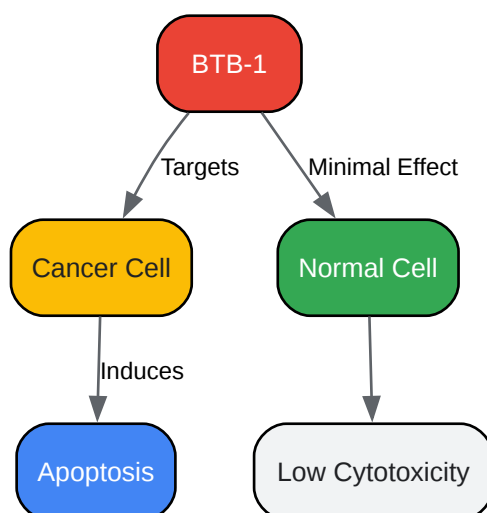 BTB-1
Targets
Minimal Effect
Cancer Cell
Normal Cell
Induces
Apoptosis
Low Cytotoxicity